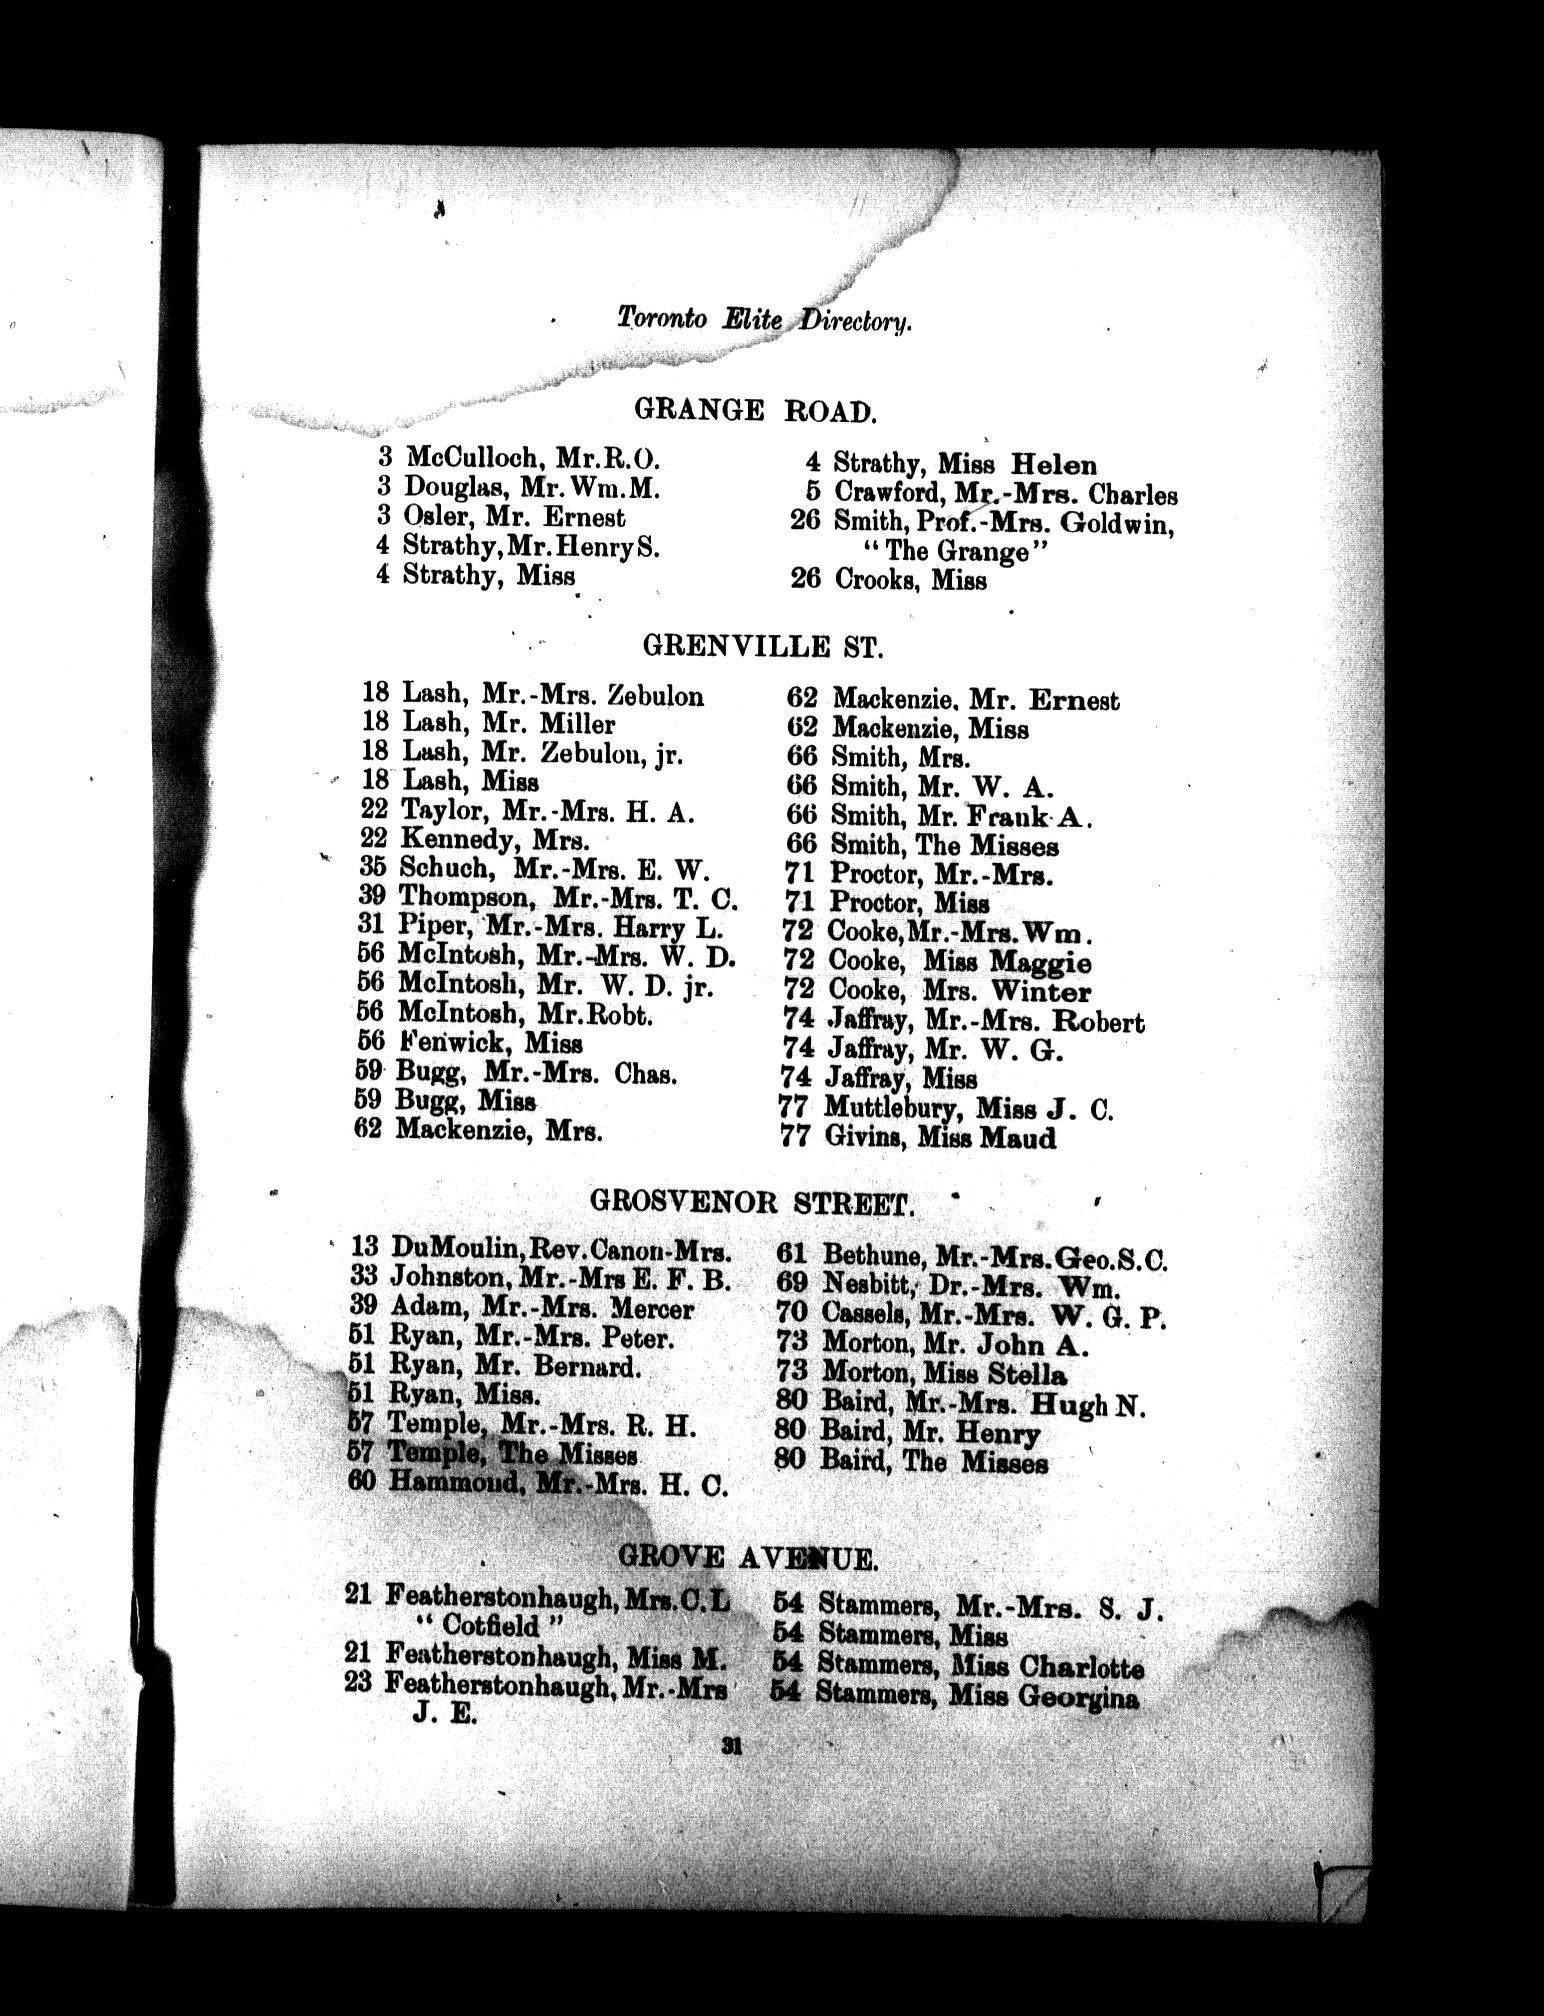 Toronto Elite Directory.
GRANGE ROAD.
3 McCulloch, Mr.R.O.
3 Douglas, Mr. Wm.M.
3 Osler, Mr. Ernest
4 Strathy, Mr. Henry S.
4 Strathy, Miss
4 Strathy, Miss Helen
5 Crawford, Mr.-Mrs. Charles
26 Smith, Prof.-Mrs. Goldwin,
"The Grange"
26 Crooks, Miss
GRENVILLE ST.
18 Lash, Mr.-Mrs. Zebulon
18 Lash, Mr. Miller
18 Lash, Mr. Zebulon, jr.
18 Lash, Miss
22 Taylor, Mr.-Mrs. H. A.
22 Kennedy, Mrs.
35 Schuch, Mr.-Mrs. E. W.
39 Thompson, Mr.-Mrs. T. C.
31 Piper, Mr.-Mrs. Harry L.
56 McIntosh, Mr.-Mrs. W. D.
56 McIntosh, Mr. W. D. jr.
56 McIntosh, Mr. Robt.
56 Fenwick, Miss
59 Bugg, Mr.-Mrs. Chas.
59 Bugg, Miss
62 Mackenzie, Mrs.
62 Mackenzie, Mr. Ernest
62 Mackenzie, Miss
66 Smith, Mrs.
66 Smith, Mr. W. A.
66 Smith, Mr. Frank A.
66 Smith, The Misses
71 Proctor, Mr.-Mrs.
71 Proctor, Miss
72 Cooke, Mr.-Mrs. Wm.
72 Cooke, Miss Maggie
72 Cooke, Mrs. Winter
74 Jaffray, Mr.-Mrs. Robert
74 Jaffray, Mr. W. G.
74 Jaffray, Miss
77 Muttlebury, Miss J. C.
77 Givins, Miss Maud
GROSVENOR STREET.
13 DuMoulin, Rev. Canon-Mrs.
33 Johnston, Mr.-Mrs E. F. B.
39 Adam, Mr.-Mrs. Mercer
51 Ryan, Mr.-Mrs. Peter.
51 Ryan, Mr. Bernard.
51 Ryan, Miss.
57 Temple, Mr.-Mrs. R. H.
57 Temple, The Misses
60 Hammond, Mr.-Mrs. H. C.
61 Bethune, Mr.-Mrs. Geo. S.C.
69 Nesbitt, Dr.-Mrs. Wm.
70 Cassels, Mr.-Mrs. W. G. P.
73 Morton, Mr. John A.
73 Morton, Miss Stella
80 Baird, Mr.-Mrs. Hugh N.
80 Baird, Mr. Henry
80 Baird, The Misses
GROVE AVENUE.
21 Featherstonhaugh, Mrs. C. L
"Cotfield"
21 Featherstonhaugh, Miss M.
23 Featherstonhaugh, Mr.-Mrs
J. E.
54 Stammers, Mr.-Mrs. S. J.
54 Stammers, Miss
54 Stammers, Miss Charlotte
54 Stammers, Miss Georgina
31